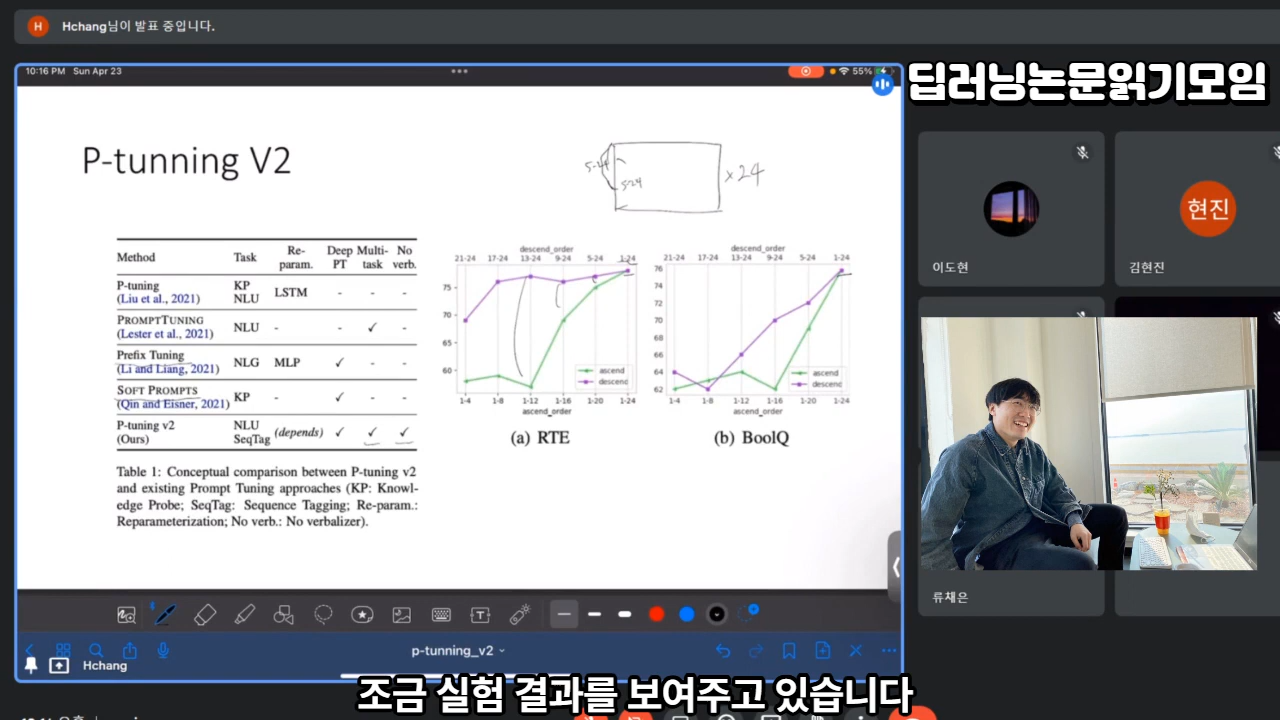 H Hchang님이 발표 중입니다.
10:16 PM Sun Apr 23
55%
딥러닝논문읽기모임
P-tunning V2
5-24
5-24
x24
Method Task Re-param. Deep PT Multi-task No verb.
P-tuning (Liu et al., 2021) KP NLU LSTM - - -
PROMPTTUNING (Lester et al., 2021) NLU - - ✓ -
Prefix Tuning (Li and Liang, 2021) NLG MLP ✓ - -
SOFT PROMPTS (Qin and Eisner, 2021) KP - ✓ - -
P-tuning v2 (Ours) NLU SeqTag (depends) ✓ ✓ ✓
Table 1: Conceptual comparison between P-tuning v2
and existing Prompt Tuning approaches (KP: Knowl-
edge Probe; SeqTag: Sequence Tagging; Re-param.:
Reparameterization; No verb.: No verbalizer).
descend_order
21-24 17-24 13-24 9-24 5-24 1-24
75
70
65
60
ascend
descend
1-4 1-8 1-12 1-16 1-20 1-24
ascend_order
(a) RTE
descend_order
21-24 17-24 13-24 9-24 5-24 1-24
76
74
72
70
68
66
64
62
ascend
descend
1-4 1-8 1-12 1-16 1-20 1-24
ascend_order
(b) BoolQ
이도현
현진
김현진
류채은
p-tunning_v2
Hchang
조금 실험 결과를 보여주고 있습니다